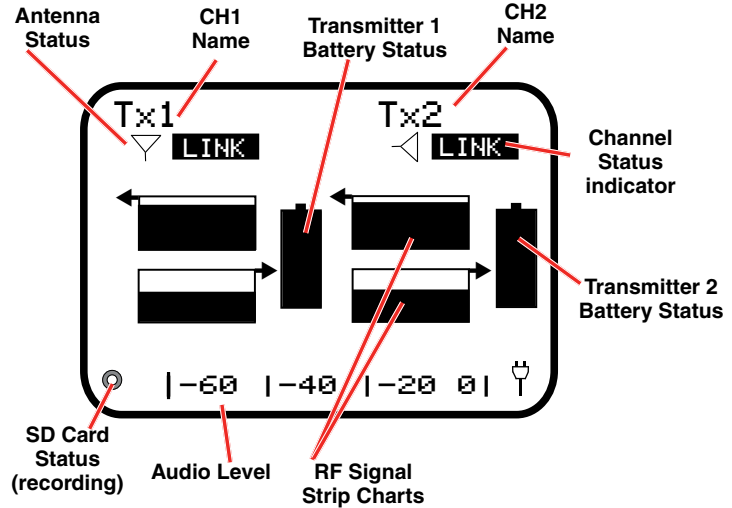 Antenna
Status
CH1
Name
Transmitter 1
Battery Status
CH2
Name
Tx1
Tx2
LINK
LINK
Channel
Status
indicator
Transmitter 2
Battery Status
|-60 |-40 |-20 0|
SD Card
Status
(recording)
Audio Level
RF Signal
Strip Charts